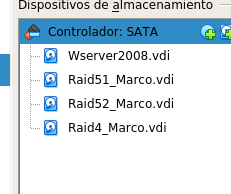 Dispositivos de almacenamiento
Controlador: SATA
Wserver2008.vdi
Raid51_Marco.vdi
Raid52_Marco.vdi
Raid4_Marco.vdi